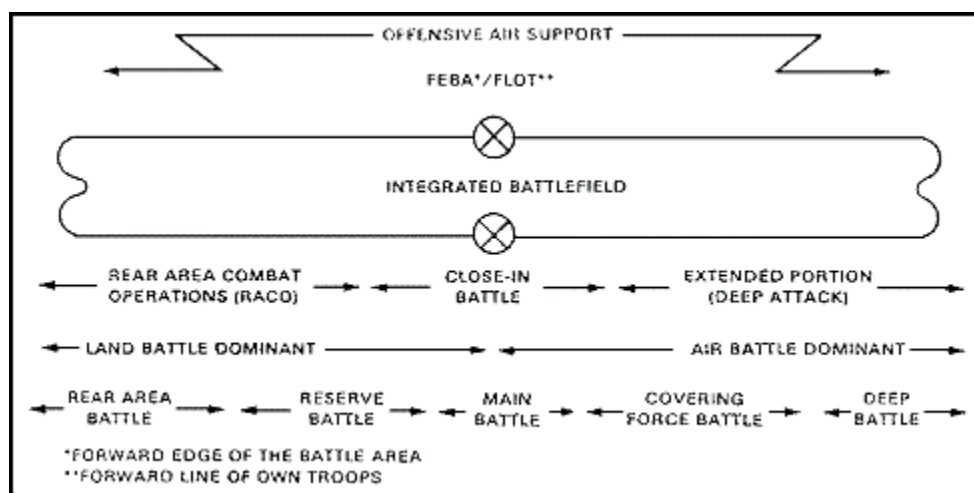 OFFENSIVE AIR SUPPORT
FEBA*/FLOT**
INTEGRATED BATTLEFIELD
REAR AREA COMBAT
OPERATIONS (RACO)
CLOSE-IN
BATTLE
EXTENDED PORTION
(DEEP ATTACK)
LAND BATTLE DOMINANT
AIR BATTLE DOMINANT
REAR AREA
BATTLE
RESERVE
BATTLE
MAIN
BATTLE
COVERING
FORCE BATTLE
DEEP
BATTLE
*FORWARD EDGE OF THE BATTLE AREA
**FORWARD LINE OF OWN TROOPS